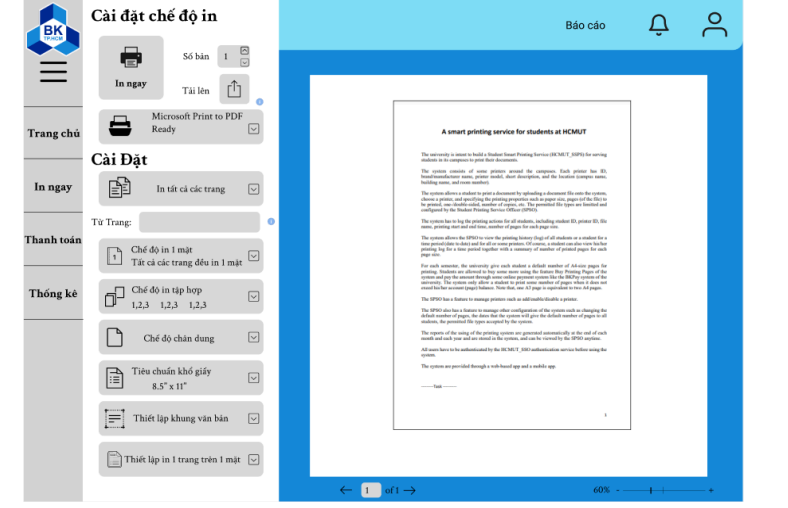 BK
TP.HCM
Cài đặt chế độ in
Báo cáo
In ngay
Số bản
1
Tải lên
Microsoft Print to PDF
Ready
Trang chủ
In ngay
Thanh toán
Thống kê
Cài Đặt
In tất cả các trang
Từ Trang:
1
Chế độ in 1 mặt
Tất cả các trang đều in 1 mặt
Chế độ in tập hợp
1,2,3 1,2,3 1,2,3
Chế độ chân dung
Tiêu chuẩn khổ giấy
8.5" x 11"
Thiết lập khung văn bản
Thiết lập in 1 trang trên 1 mặt
A smart printing service for students at HCMUT
The university is intent to build a Student Smart Printing Service (HCMUT_SSPS) for serving
students in its campuses to print their documents.
The system consists of some printers around the campuses. Each printer has ID,
brand/manufacturer name, printer model, short description, and the location (campus name,
building name, and room number).
The system allows a student to print a document by uploading a document file onto the system,
choose a printer, and specifying the printing properties such as paper size, pages (of the file) to
be printed, one-/double-sided, number of copies, etc. The permitted file types are limited and
configured by the Student Printing Service Officer (SPSO).
The system has to log the printing actions for all students, including student ID, printer ID, file
name, printing start and end time, number of pages for each page size.
The system allows the SPSO to view the printing history (log) of all students or a student for a
time period (date to date) and for all or some printers. Of course, a student can also view his/her
printing log for a time period together with a summary of number of printed pages for each
page size.
For each semester, the university give each student a default number of A4-size pages for
printing. Students are allowed to buy some more using the feature Buy Printing Pages of the
system and pay the amount through some online payment system like the BKPay system of the
university. The system only allow a student to print some number of pages when it does not
exceed his/her account (page) balance. Note that, one A3 page is equivalent to two A4 pages.
The SPSO has a feature to manage printers such as add/enable/disable a printer.
The SPSO also has a feature to manage other configuration of the system such as changing the
default number of pages, the dates that the system will give the default number of pages to all
students, the permitted file types accepted by the system.
The reports of the using of the printing system are generated automatically at the end of each
month and each year and are stored in the system, and can be viewed by the SPSO anytime.
All users have to be authenticated by the HCMUT_SSO authentication service before using the
system.
The system are provided through a web-based app and a mobile app.
1
1 of 1
60% - +